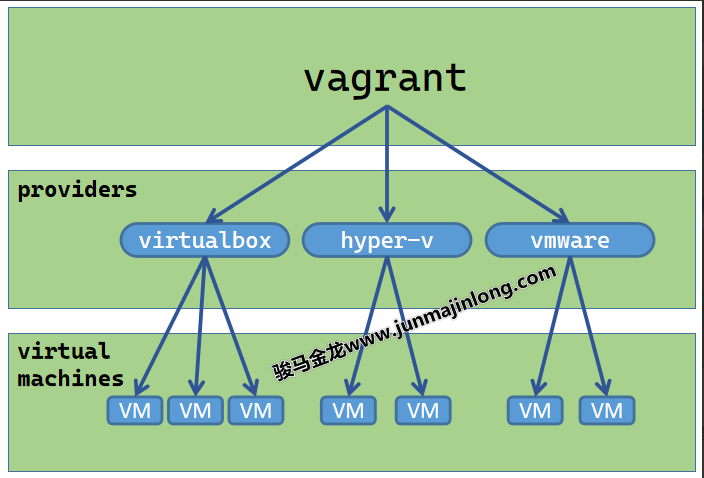 vagrant
providers
virtualbox
hyper-v
vmware
骏马金龙www.junmajinlong.com
virtual
machines
VM
VM
VM
VM
VM
VM
VM